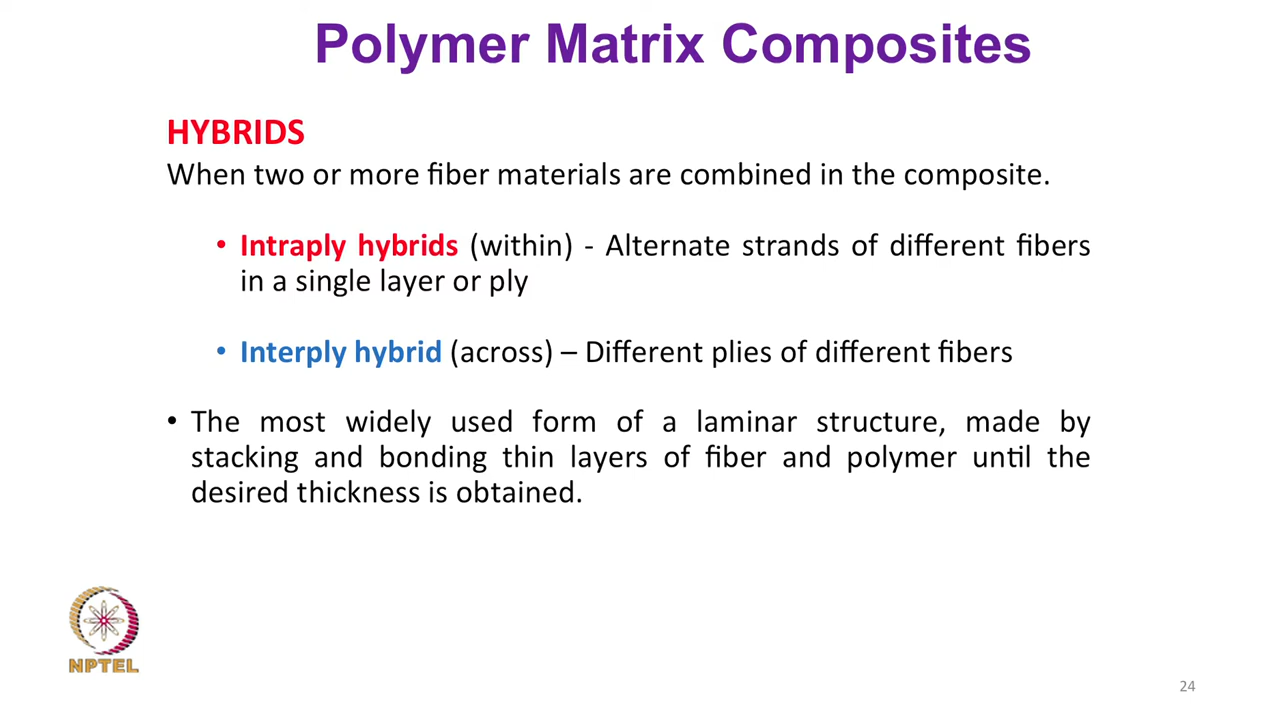 Polymer Matrix Composites
HYBRIDS
When two or more fiber materials are combined in the composite.
• Intraply hybrids (within) - Alternate strands of different fibers
in a single layer or ply
• Interply hybrid (across) – Different plies of different fibers
• The most widely used form of a laminar structure, made by
stacking and bonding thin layers of fiber and polymer until the
desired thickness is obtained.
NPTEL
24